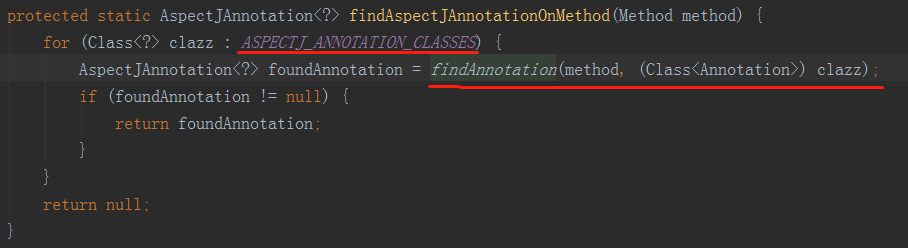 protected static AspectJAnnotation<?> findAspectJAnnotationOnMethod(Method method) {
    for (Class<?> clazz : ASPECTJ_ANNOTATION_CLASSES) {
        AspectJAnnotation<?> foundAnnotation = findAnnotation(method, (Class<Annotation>) clazz);
        if (foundAnnotation != null) {
            return foundAnnotation;
        }
    }
    return null;
}